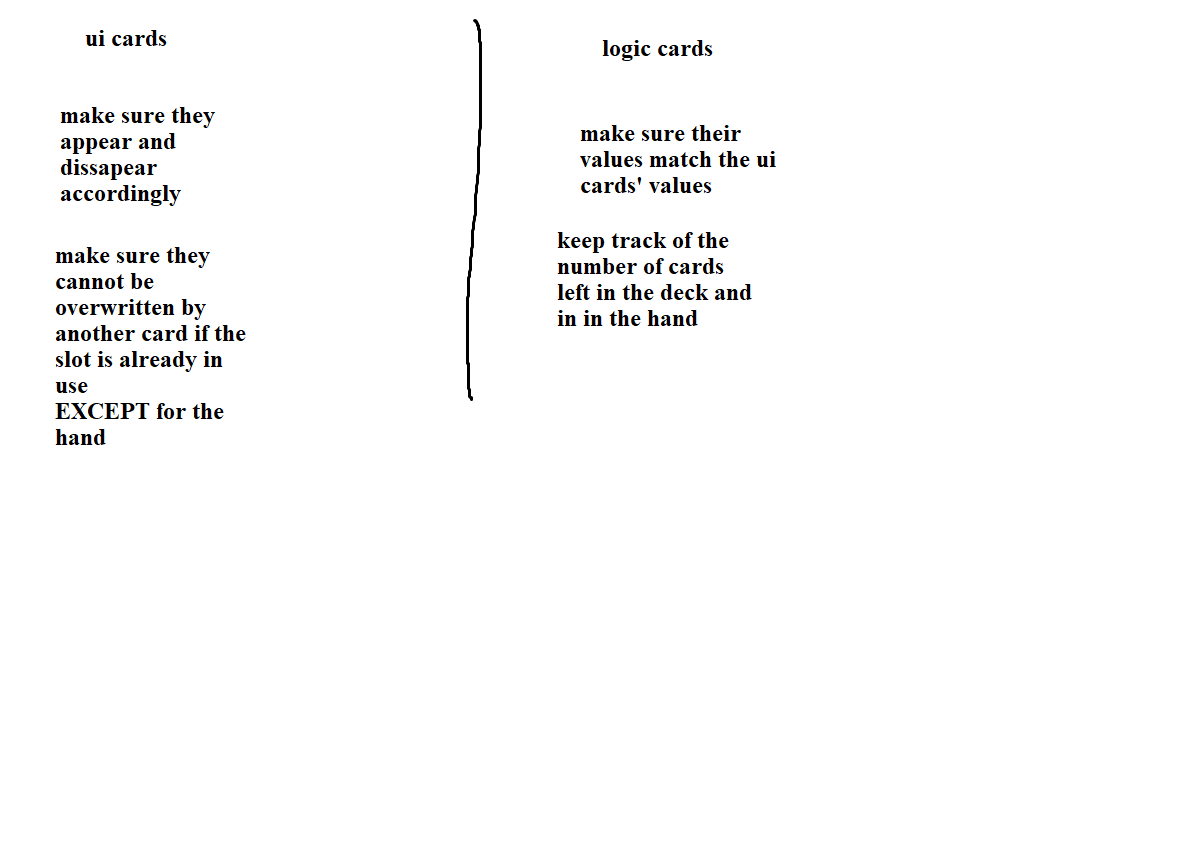 ui cards
make sure they
appear and
dissapear
accordingly
make sure they
cannot be
overwritten by
another card if the
slot is already in
use
EXCEPT for the
hand
logic cards
make sure their
values match the ui
cards' values
keep track of the
number of cards
left in the deck and
in in the hand